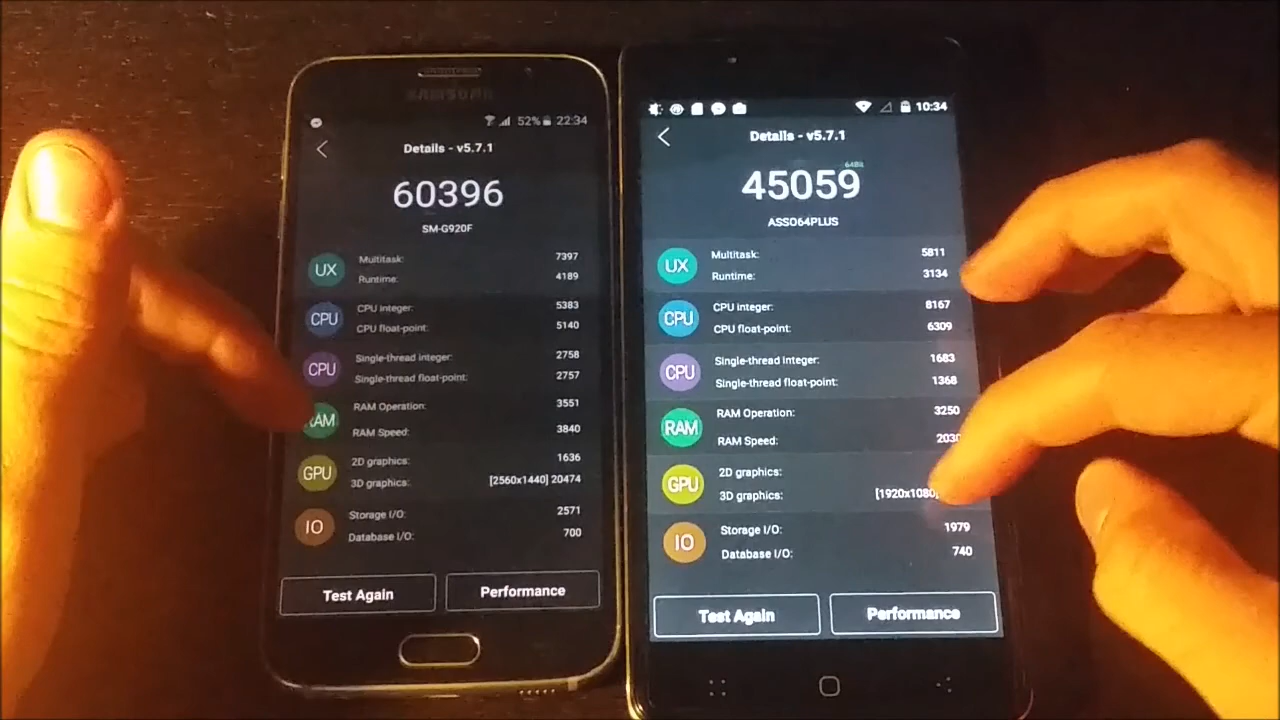 SAMSUNG
52% 22:34
Details - v5.7.1
60396
SM-G920F
UX
Multitask: 7397
Runtime: 4189
CPU
CPU integer: 5383
CPU float-point: 5140
CPU
Single-thread integer: 2758
Single-thread float-point: 2757
RAM
RAM Operation: 3551
RAM Speed: 3840
GPU
2D graphics: 1636
3D graphics: [2560x1440] 20474
IO
Storage I/O: 2571
Database I/O: 700
Test Again
Performance
10:34
Details - v5.7.1
64Bit
45059
ASSO64PLUS
UX
Multitask: 5811
Runtime: 3134
CPU
CPU integer: 8167
CPU float-point: 6309
CPU
Single-thread integer: 1683
Single-thread float-point: 1368
RAM
RAM Operation: 3250
RAM Speed: 2030
GPU
2D graphics:
3D graphics: [1920x1080]
IO
Storage I/O: 1979
Database I/O: 740
Test Again
Performance